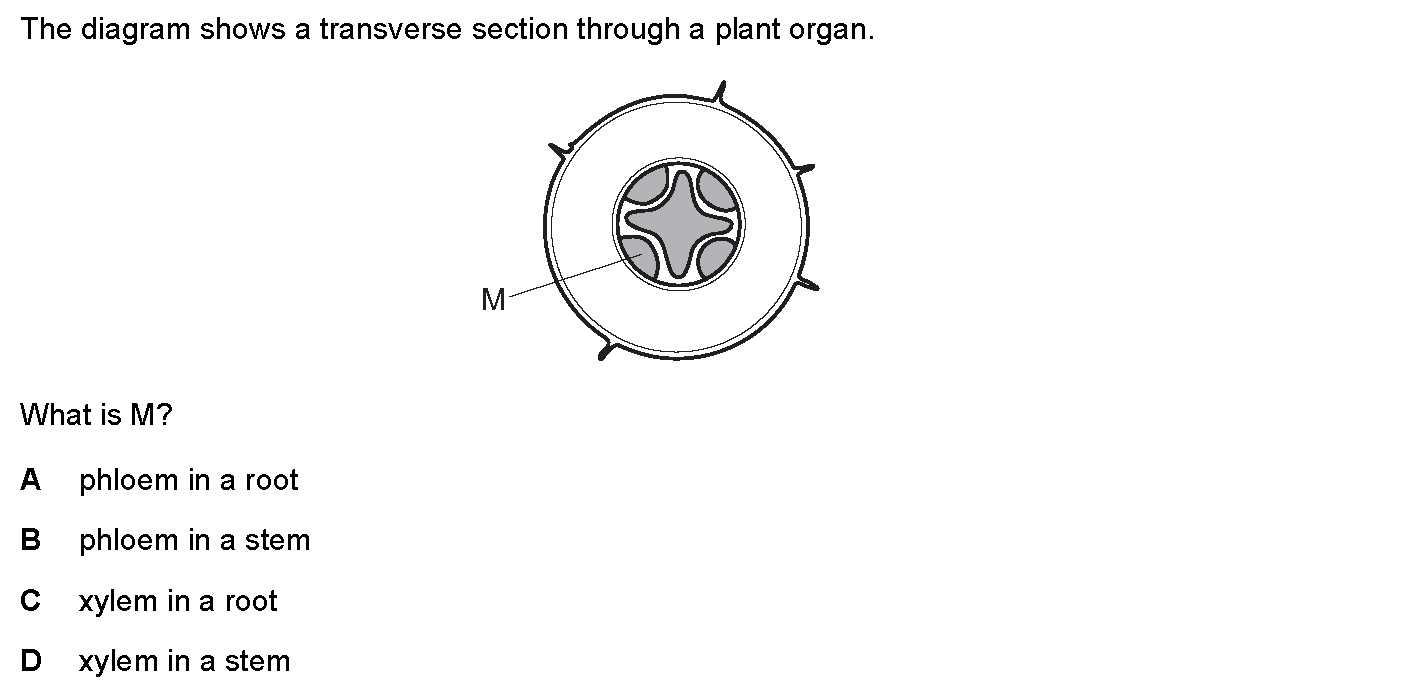 The diagram shows a transverse section through a plant organ.
M
What is M?
A phloem in a root
B phloem in a stem
C xylem in a root
D xylem in a stem